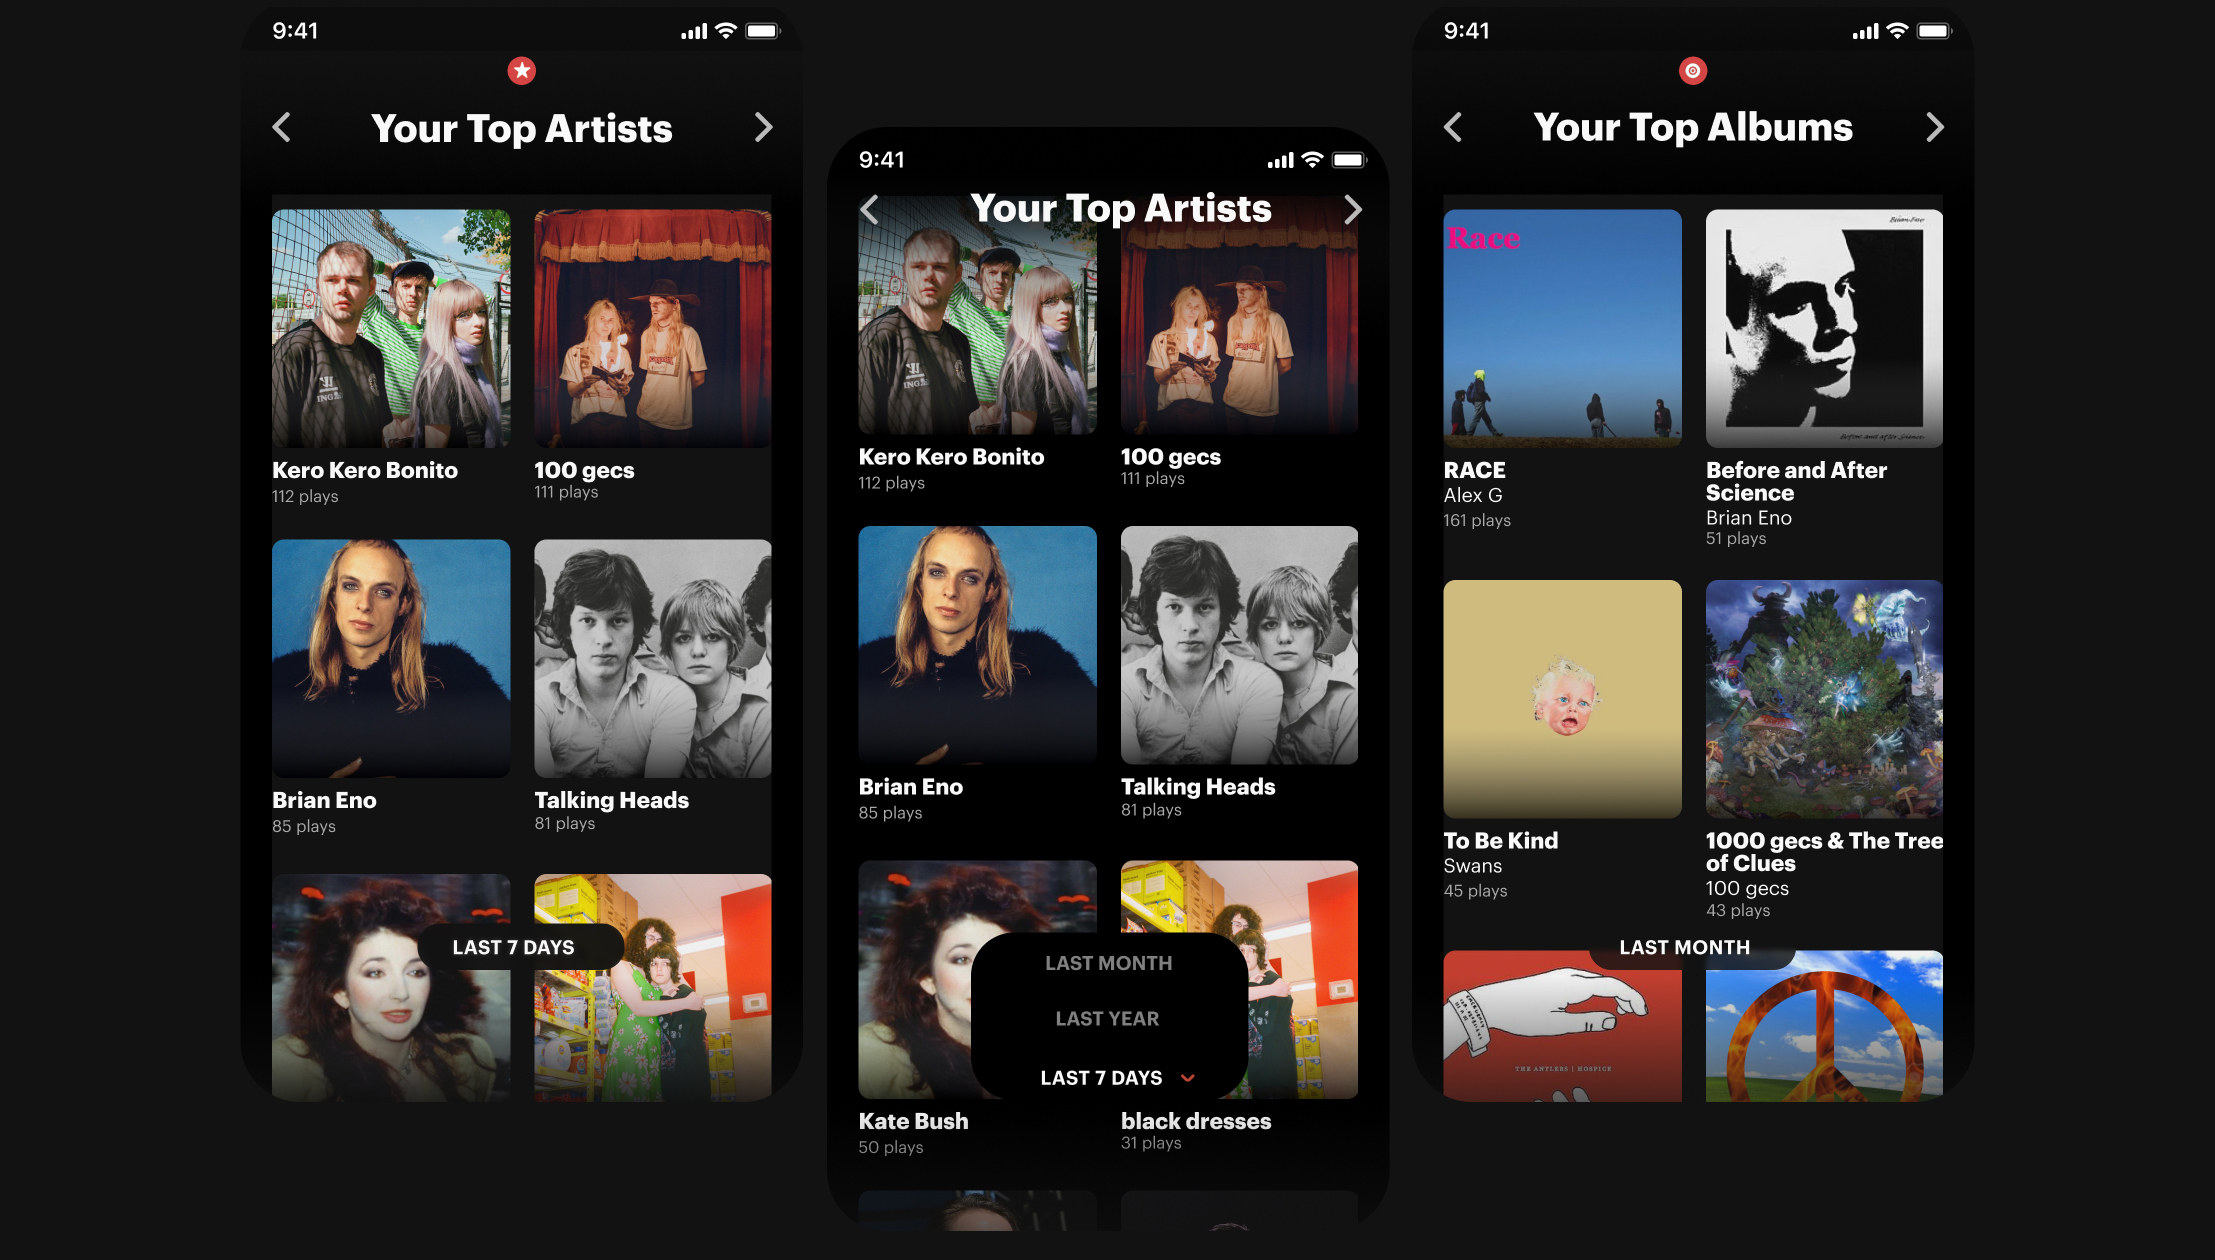 9:41
Your Top Artists
Kero Kero Bonito
112 plays
100 gecs
111 plays
Brian Eno
85 plays
Talking Heads
81 plays
LAST 7 DAYS
9:41
Your Top Artists
Kero Kero Bonito
112 plays
100 gecs
111 plays
Brian Eno
85 plays
Talking Heads
81 plays
LAST MONTH
LAST YEAR
LAST 7 DAYS
Kate Bush
50 plays
black dresses
31 plays
9:41
Your Top Albums
Race
RACE
Alex G
161 plays
Before and After
Science
Brian Eno
51 plays
To Be Kind
Swans
45 plays
1000 gecs & The Tree
of Clues
100 gecs
43 plays
LAST MONTH
THE ANTLERS | HOSPICE